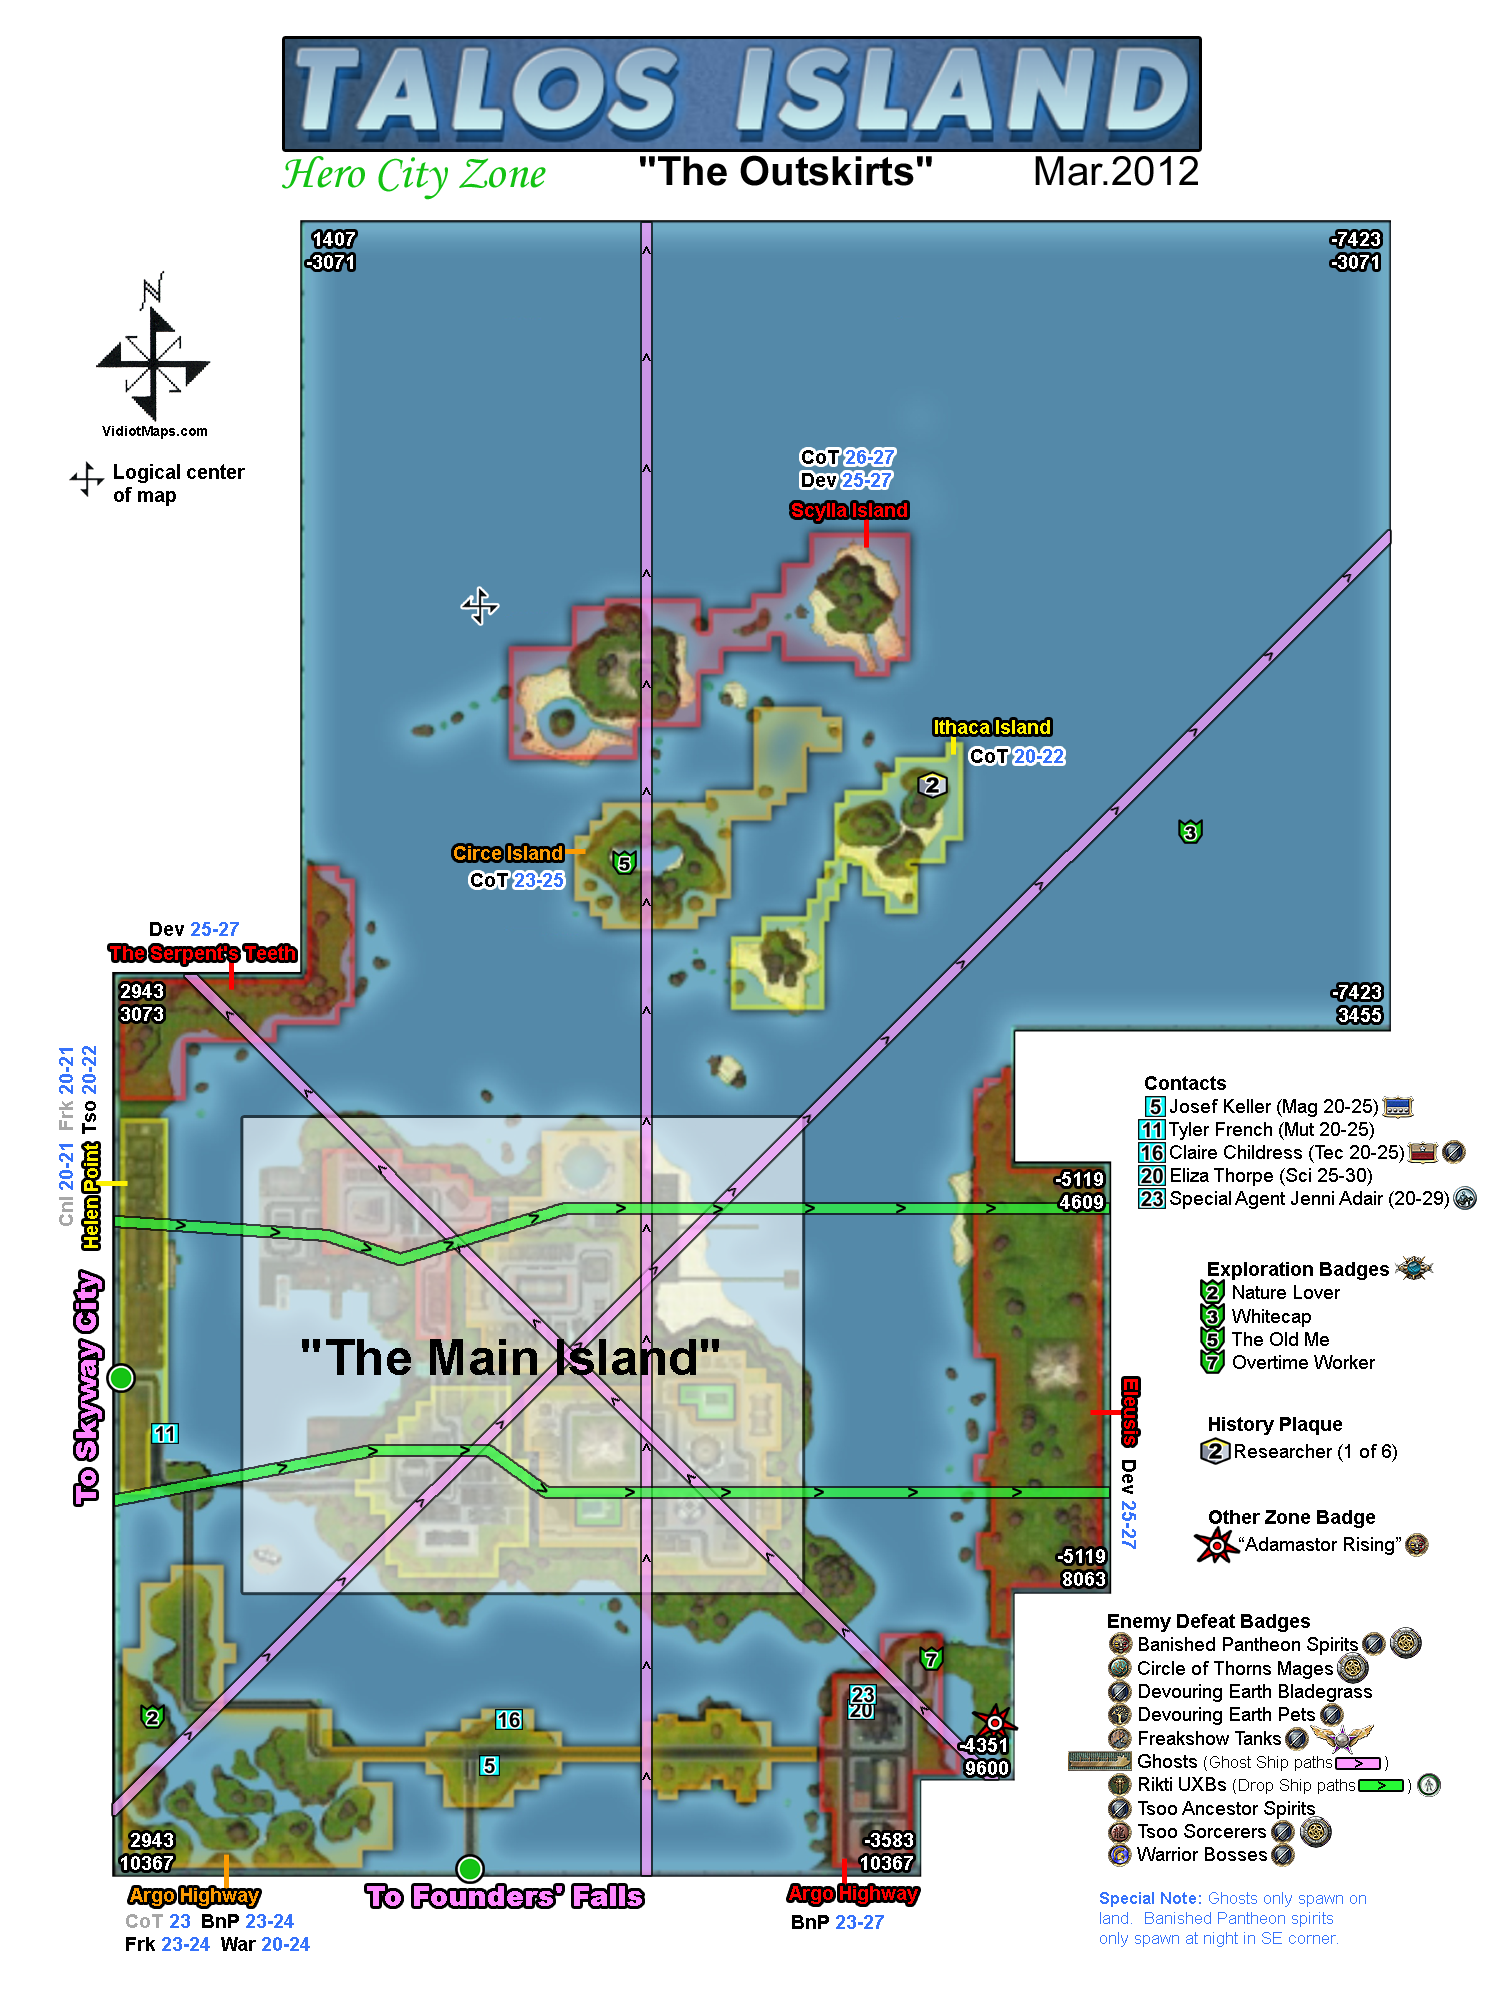 TALOS ISLAND
Hero City Zone
"The Outskirts"
Mar.2012
1407
-3071
-7423
-3071
N
VidiotMaps.com
Logical center
of map
CoT 26-27
Dev 25-27
Scylla Island
Ithaca Island
CoT 20-22
2
3
Circe Island
CoT 23-25
5
Dev 25-27
The Serpent's Teeth
2943
3073
-7423
3455
Cnl 20-21 Frk 20-21
Helen Point Tso 20-22
To Skyway City
11
"The Main Island"
-5119
4609
Eleusis Dev 25-27
-5119
8063
Contacts
5 Josef Keller (Mag 20-25)
11 Tyler French (Mut 20-25)
16 Claire Childress (Tec 20-25)
20 Eliza Thorpe (Sci 25-30)
23 Special Agent Jenni Adair (20-29)
Exploration Badges
2 Nature Lover
3 Whitecap
5 The Old Me
7 Overtime Worker
History Plaque
2 Researcher (1 of 6)
Other Zone Badge
"Adamastor Rising"
Enemy Defeat Badges
Banished Pantheon Spirits
Circle of Thorns Mages
Devouring Earth Bladegrass
Devouring Earth Pets
Freakshow Tanks
Ghosts (Ghost Ship paths > )
Rikti UXBs (Drop Ship paths > )
Tsoo Ancestor Spirits
Tsoo Sorcerers
Warrior Bosses
Special Note: Ghosts only spawn on
land. Banished Pantheon spirits
only spawn at night in SE corner.
7
23
20
2
16
5
-4351
9600
2943
10367
-3583
10367
Argo Highway
CoT 23 BnP 23-24
Frk 23-24 War 20-24
To Founders' Falls
Argo Highway
BnP 23-27